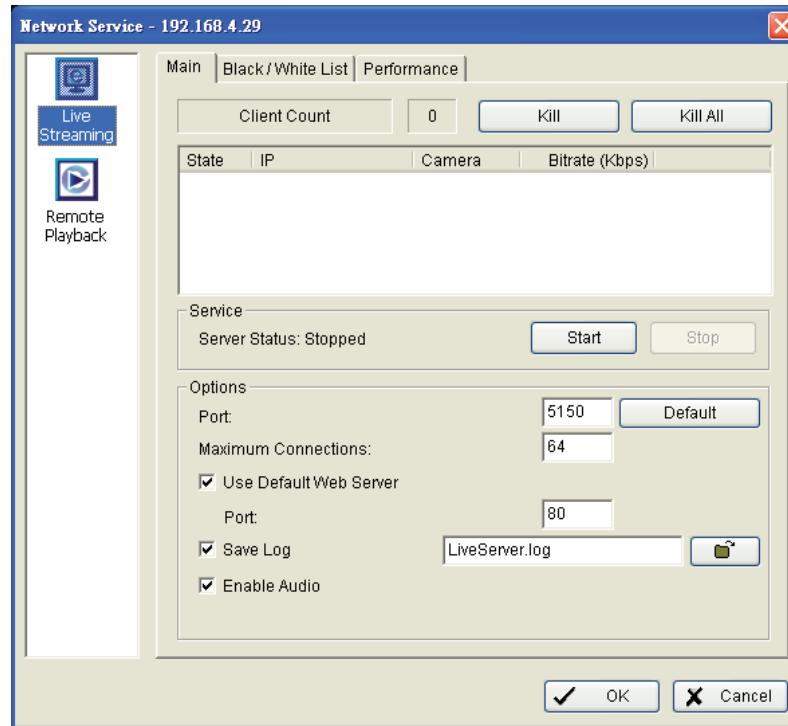 Network Service - 192.168.4.29
Live
Streaming
Remote
Playback
Main Black / White List Performance
Client Count 0 Kill Kill All
State IP Camera Bitrate (Kbps)
Service
Server Status: Stopped Start Stop
Options
Port: 5150 Default
Maximum Connections: 64
Use Default Web Server
Port: 80
Save Log LiveServer.log
Enable Audio
OK Cancel